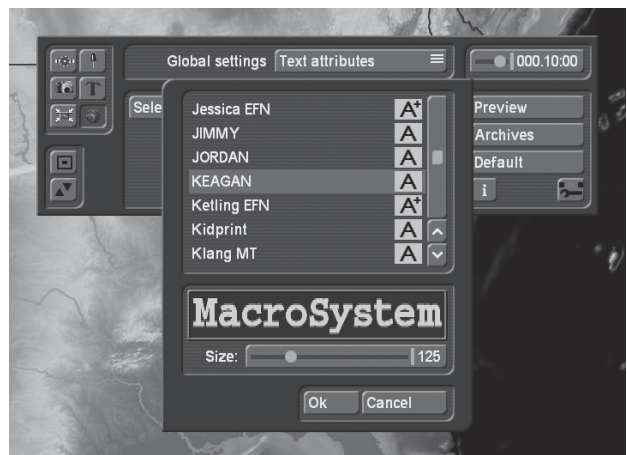 Global settings Text attributes
000.10:00
T
Sele
Preview
Archives
Default
i
Jessica EFN A+
JIMMY A
JORDAN A
KEAGAN A
Ketling EFN A+
Kidprint A
Klang MT A
MacroSystem
Size: 125
Ok Cancel